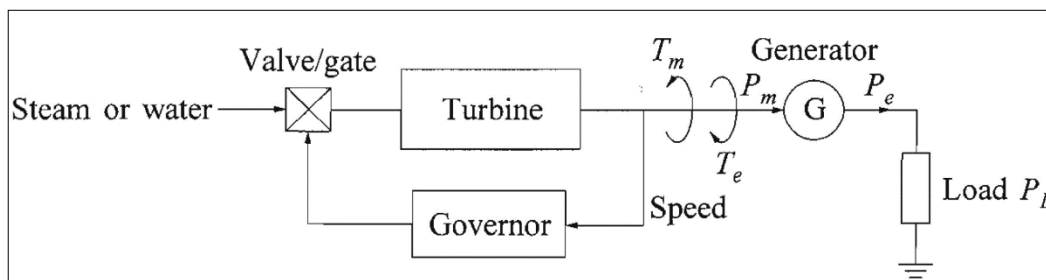 Valve/gate
Steam or water
Turbine
Governor
Speed
T_m
T_e
Generator
P_m
G
P_e
Load P_L